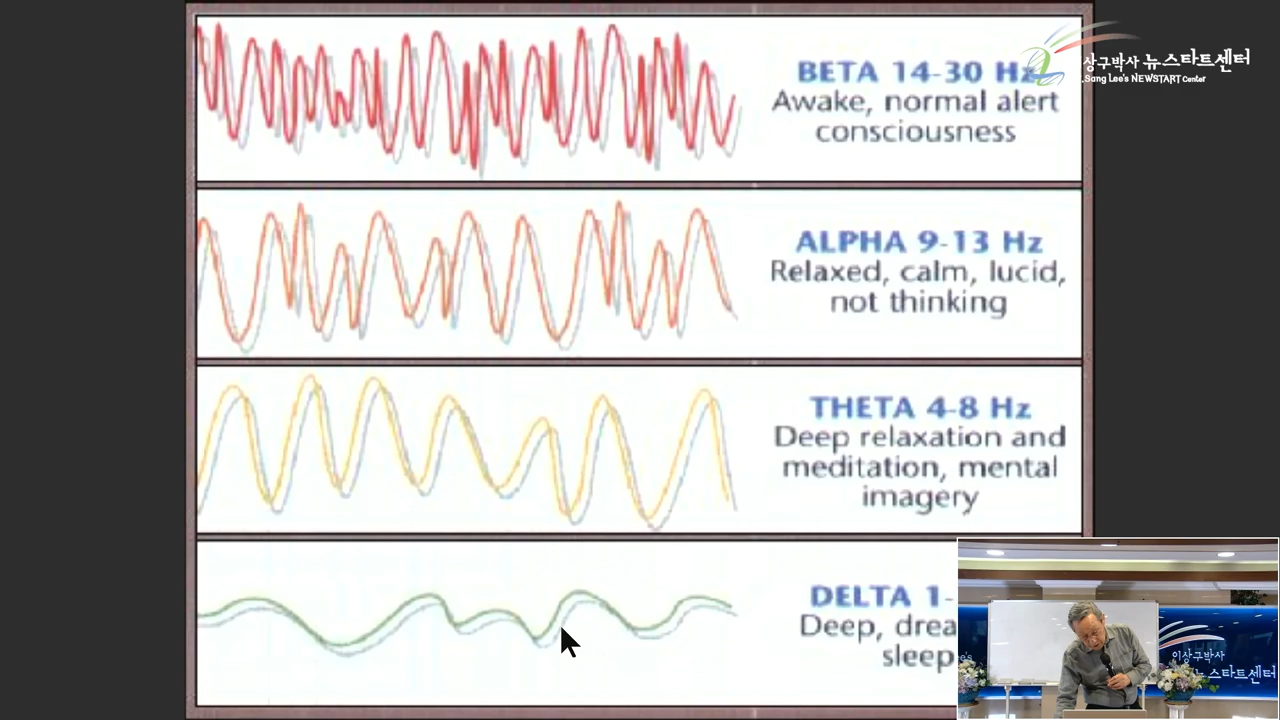 BETA 14-30 Hz
Awake, normal alert
consciousness
상구박사 뉴스타트센터
Sang Lee's NEWSTART Center
ALPHA 9-13 Hz
Relaxed, calm, lucid,
not thinking
THETA 4-8 Hz
Deep relaxation and
meditation, mental
imagery
DELTA 1-
Deep, drea
sleep
이상구박사
뉴스타트센터